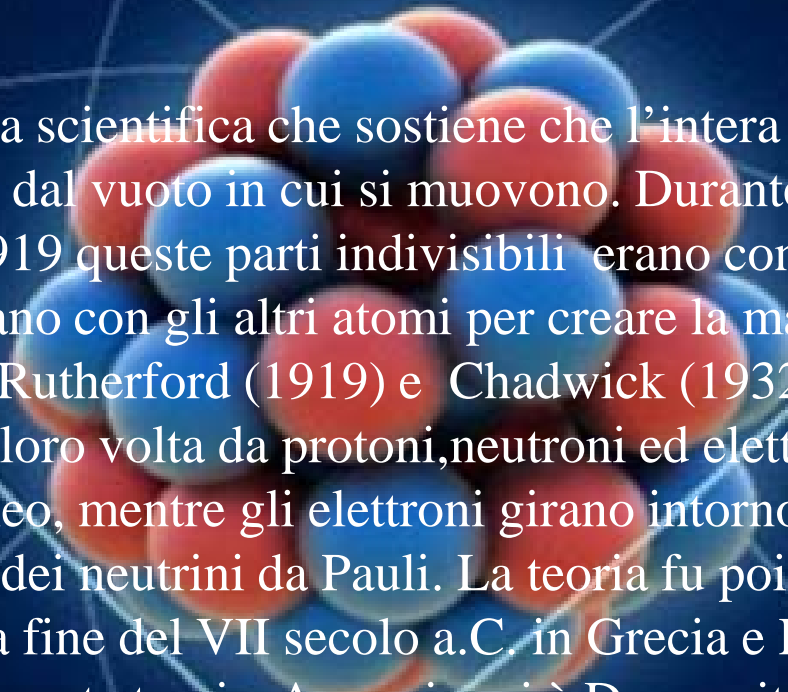 a scientifica che sostiene che l’intera
dal vuoto in cui si muovono. Durante
919 queste parti indivisibili erano con
ano con gli altri atomi per creare la ma
Rutherford (1919) e Chadwick (1932
loro volta da protoni,neutroni ed elett
eo, mentre gli elettroni girano intorno
dei neutrini da Pauli. La teoria fu poi
a fine del VII secolo a.C. in Grecia e I